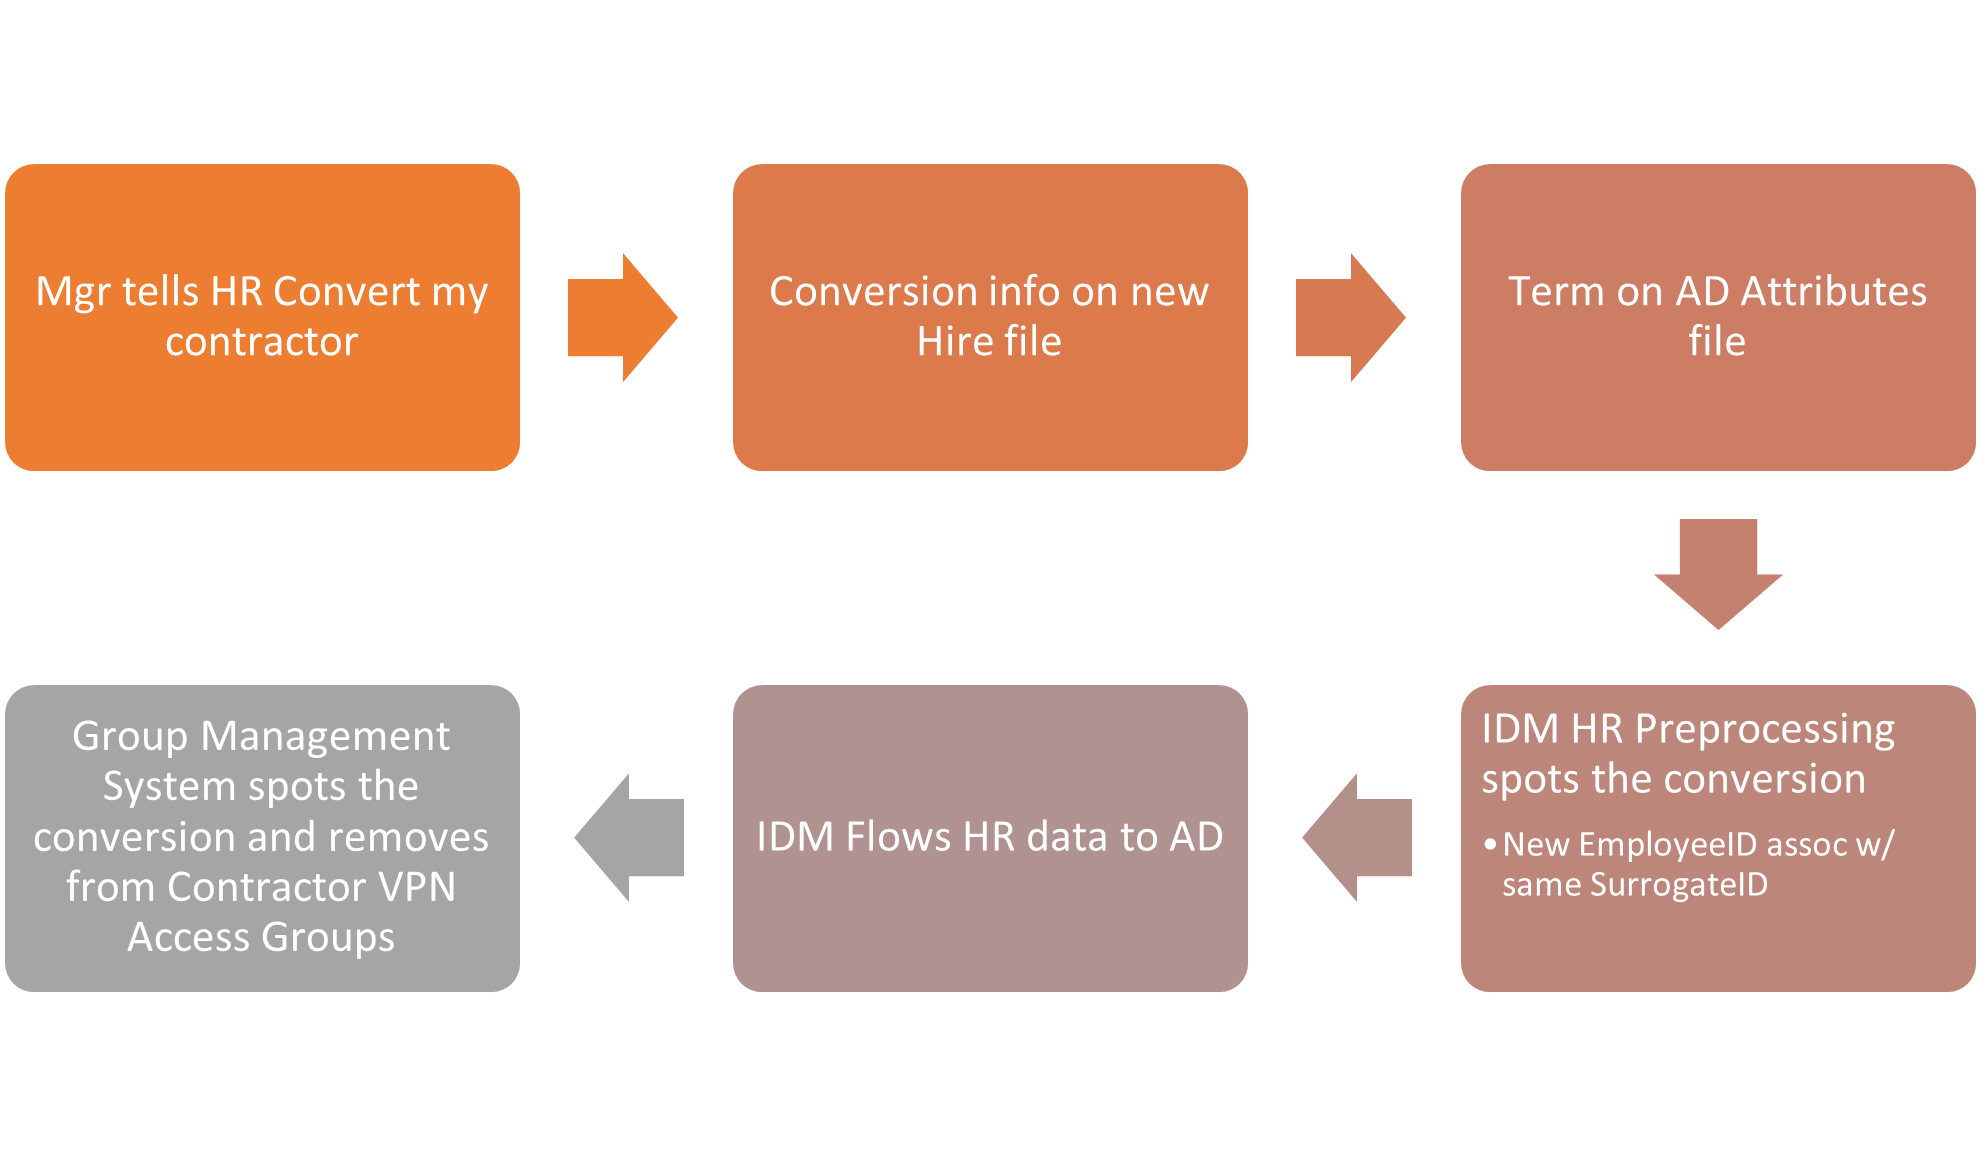 Mgr tells HR Convert my
contractor
Conversion info on new
Hire file
Term on AD Attributes
file
IDM HR Preprocessing
spots the conversion
•New EmployeeID assoc w/
same SurrogateID
IDM Flows HR data to AD
Group Management
System spots the
conversion and removes
from Contractor VPN
Access Groups